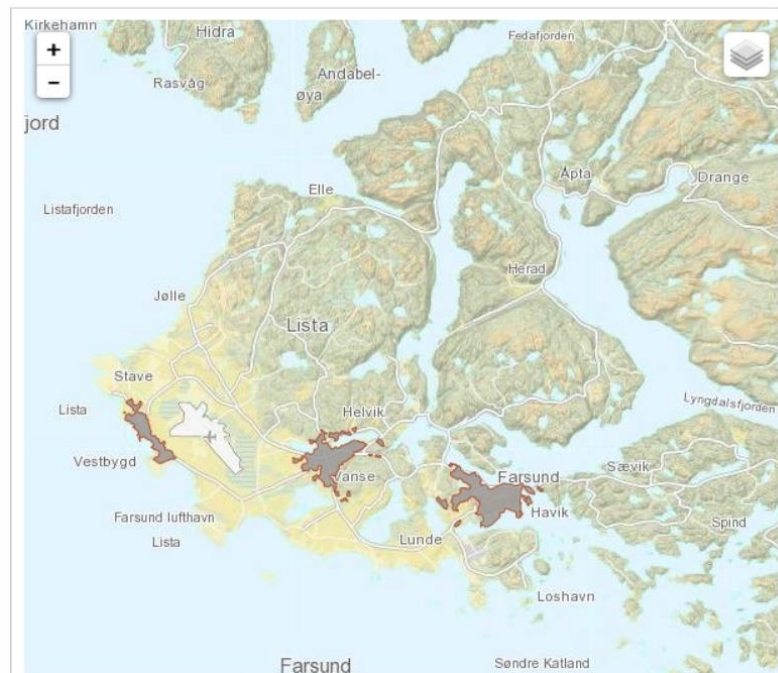 Kirkehamn
Hidra
Fedafjorden
+
−
Rasvåg
Andabel-
øya
jord
Åpta
Drange
Elle
Listafjorden
Herad
Jølle
Lista
Stave
Lyngdalsfjorden
Lista
Helvik
Vestbygd
Vanse
Farsund
Sævik
Havik
Farsund lufthavn
Lista
Spind
Lunde
Loshavn
Farsund
Søndre Katland